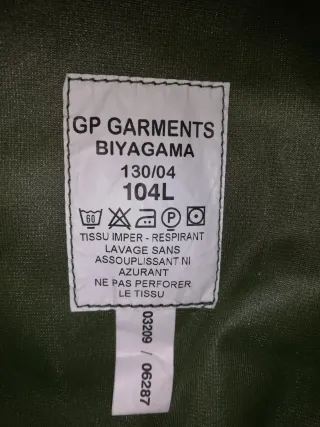 GP GARMENTS
BIYAGAMA
130/04
104L
60 P
TISSU IMPER - RESPIRANT
LAVAGE SANS
ASSOUPLISSANT NI
AZURANT
NE PAS PERFORER
LE TISSU
03209 / 06287